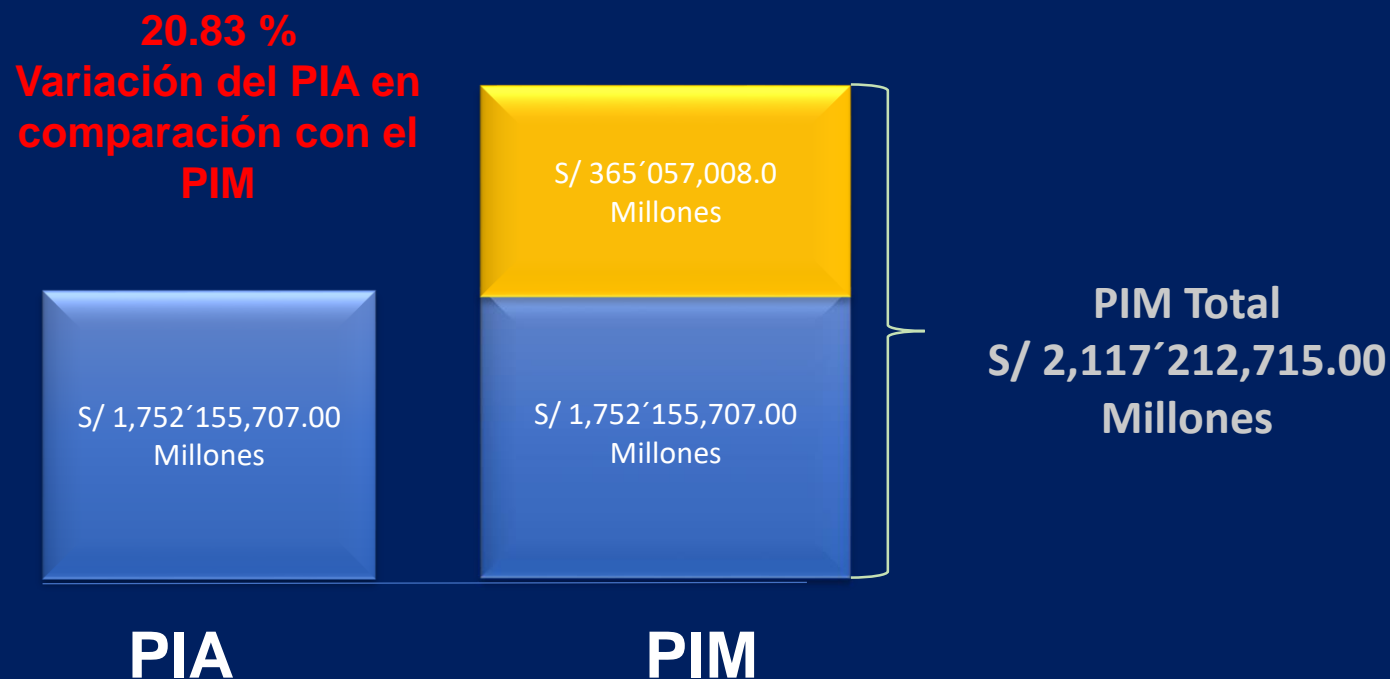 20.83 %
Variación del PIA en
comparación con el
PIM
S/ 365´057,008.0
Millones
S/ 1,752´155,707.00
Millones
S/ 1,752´155,707.00
Millones
PIM Total
S/ 2,117´212,715.00
Millones
PIA
PIM